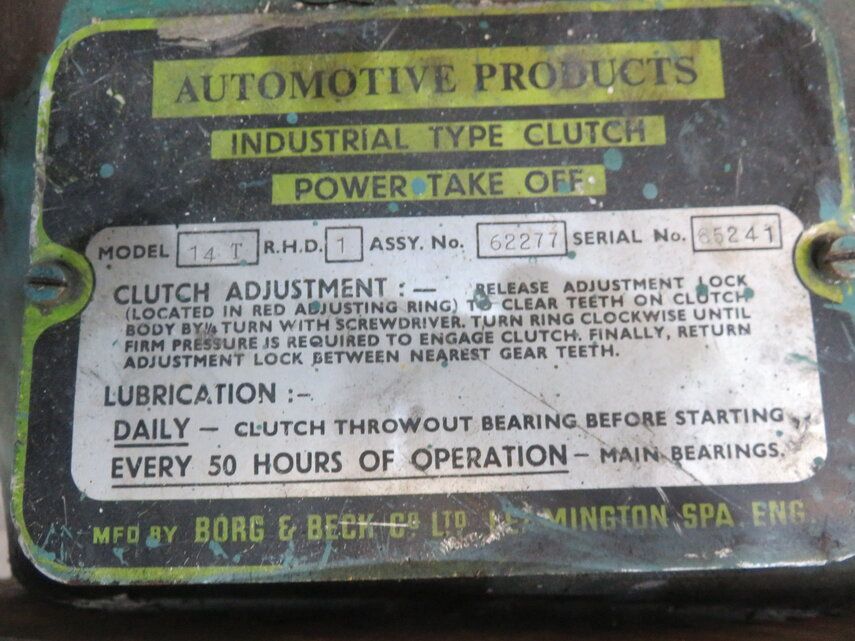 AUTOMOTIVE PRODUCTS
INDUSTRIAL TYPE CLUTCH
POWER TAKE OFF
MODEL 14 T R.H.D. 1 ASSY. No. 62277 SERIAL No. 65241
CLUTCH ADJUSTMENT :— RELEASE ADJUSTMENT LOCK
(LOCATED IN RED ADJUSTING RING) TO CLEAR TEETH ON CLUTCH
BODY BY ¼ TURN WITH SCREWDRIVER. TURN RING CLOCKWISE UNTIL
FIRM PRESSURE IS REQUIRED TO ENGAGE CLUTCH. FINALLY, RETURN
ADJUSTMENT LOCK BETWEEN NEAREST GEAR TEETH.
LUBRICATION :–
DAILY — CLUTCH THROWOUT BEARING BEFORE STARTING
EVERY 50 HOURS OF OPERATION — MAIN BEARINGS.
MFD BY BORG & BECK CO LTD LEAMINGTON SPA, ENG